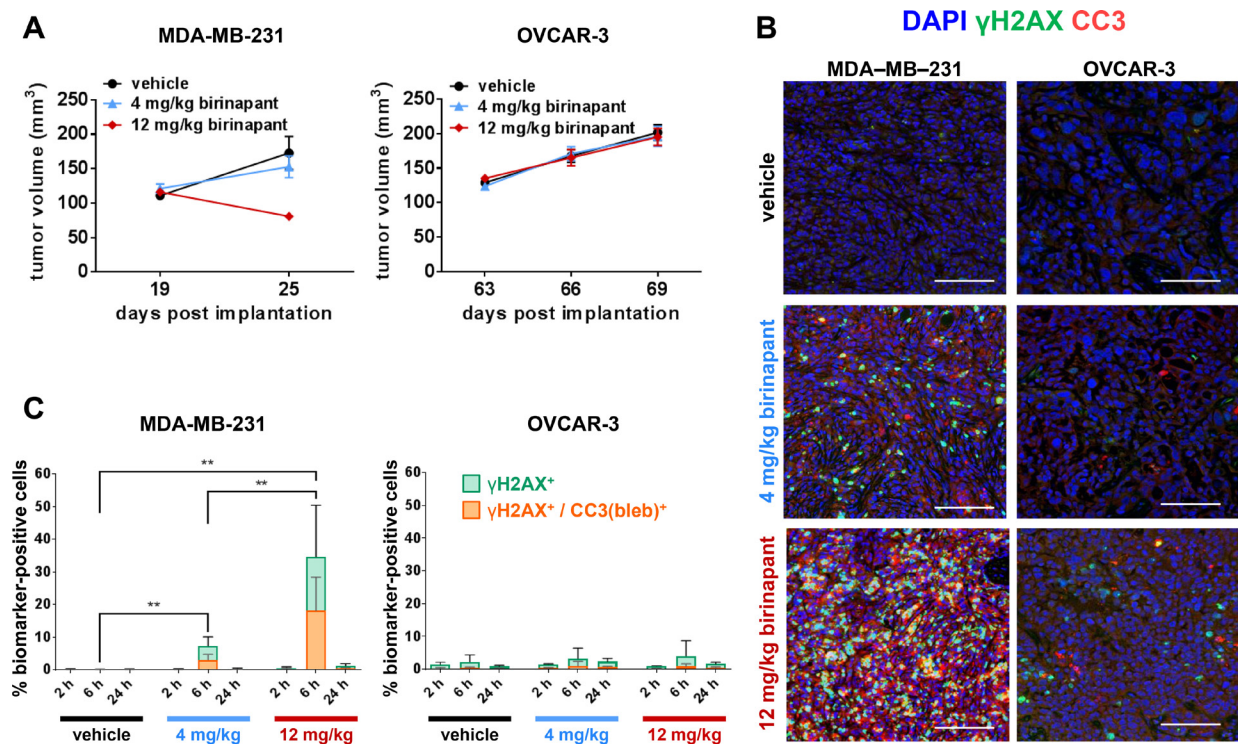 A
MDA-MB-231
vehicle
4 mg/kg birinapant
12 mg/kg birinapant
tumor volume (mm³)
250
200
150
100
50
0
19
25
days post implantation
OVCAR-3
vehicle
4 mg/kg birinapant
12 mg/kg birinapant
tumor volume (mm³)
250
200
150
100
50
0
63
66
69
days post implantation
B
DAPI γH2AX CC3
MDA–MB–231
OVCAR-3
vehicle
4 mg/kg birinapant
12 mg/kg birinapant
C
MDA-MB-231
% biomarker-positive cells
60
50
40
30
20
10
0
**
**
**
2 h
6 h
24 h
2 h
6 h
24 h
2 h
6 h
24 h
vehicle
4 mg/kg
12 mg/kg
OVCAR-3
% biomarker-positive cells
60
50
40
30
20
10
0
γH2AX⁺
γH2AX⁺ / CC3(bleb)⁺
2 h
6 h
24 h
2 h
6 h
24 h
2 h
6 h
24 h
vehicle
4 mg/kg
12 mg/kg